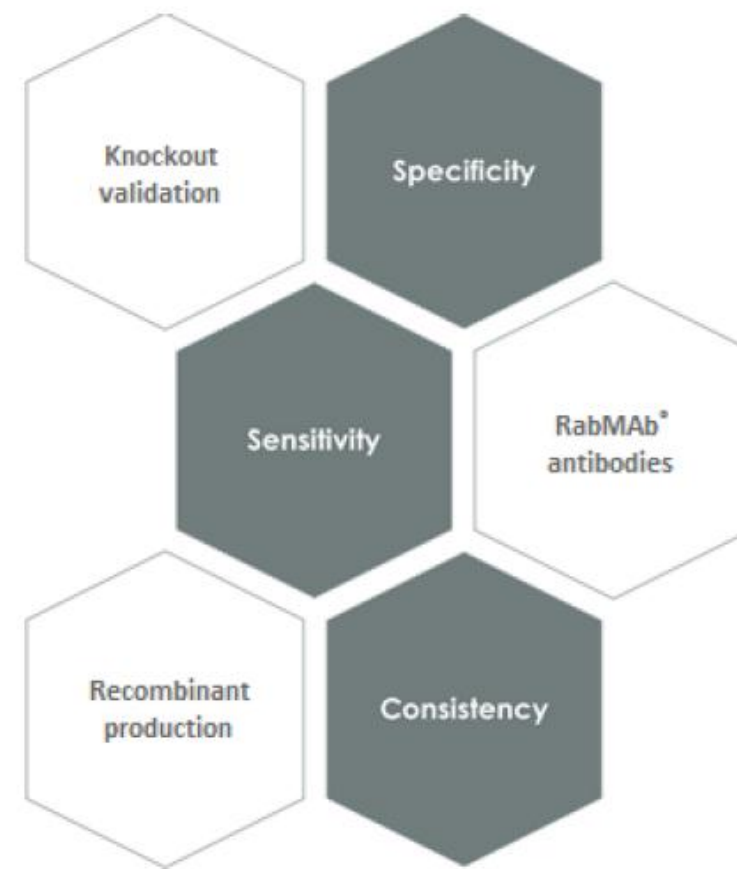 Knockout
validation
Specificity
Sensitivity
RabMAb®
antibodies
Recombinant
production
Consistency